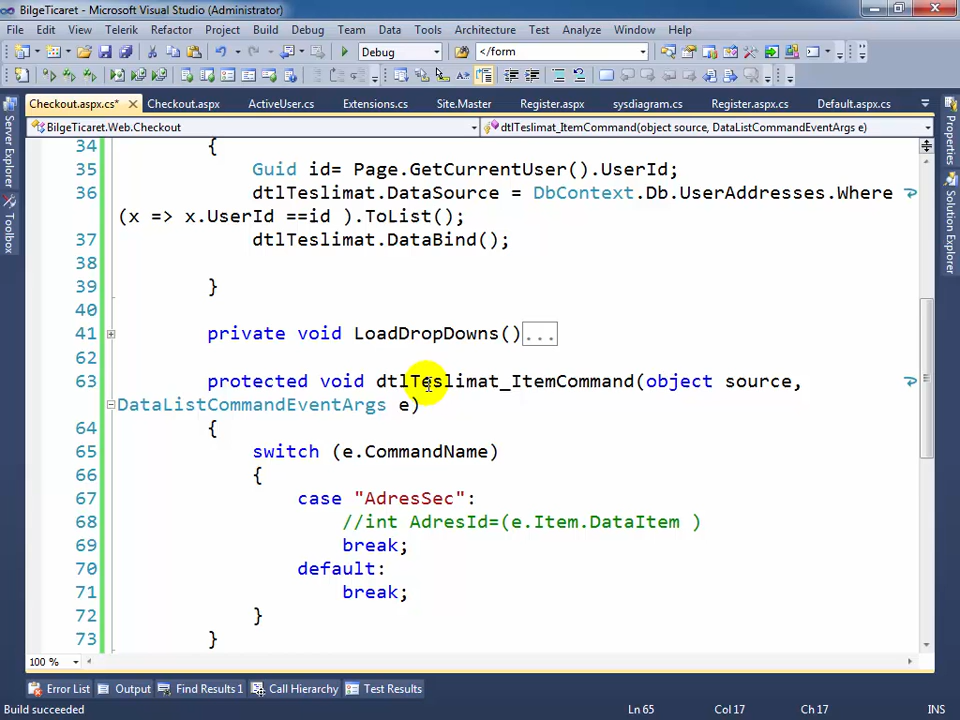 BilgeTicaret - Microsoft Visual Studio (Administrator)
File Edit View Telerik Refactor Project Build Debug Team Data Tools Architecture Test Analyze Window Help
Debug </form
Checkout.aspx.cs* Checkout.aspx ActiveUser.cs Extensions.cs Site.Master Register.aspx sysdiagram.cs Register.aspx.cs Default.aspx.cs
BilgeTicaret.Web.Checkout dtlTeslimat_ItemCommand(object source, DataListCommandEventArgs e)
Server Explorer
Toolbox
Properties
Solution Explorer
34 {
35 Guid id= Page.GetCurrentUser().UserId;
36 dtlTeslimat.DataSource = DbContext.Db.UserAddresses.Where
(x => x.UserId ==id ).ToList();
37 dtlTeslimat.DataBind();
38
39 }
40
41 private void LoadDropDowns()...
62
63 protected void dtlTeslimat_ItemCommand(object source,
DataListCommandEventArgs e)
64 {
65 switch (e.CommandName)
66 {
67 case "AdresSec":
68 //int AdresId=(e.Item.DataItem )
69 break;
70 default:
71 break;
72 }
73 }
100 %
Error List Output Find Results 1 Call Hierarchy Test Results
Build succeeded Ln 65 Col 17 Ch 17 INS